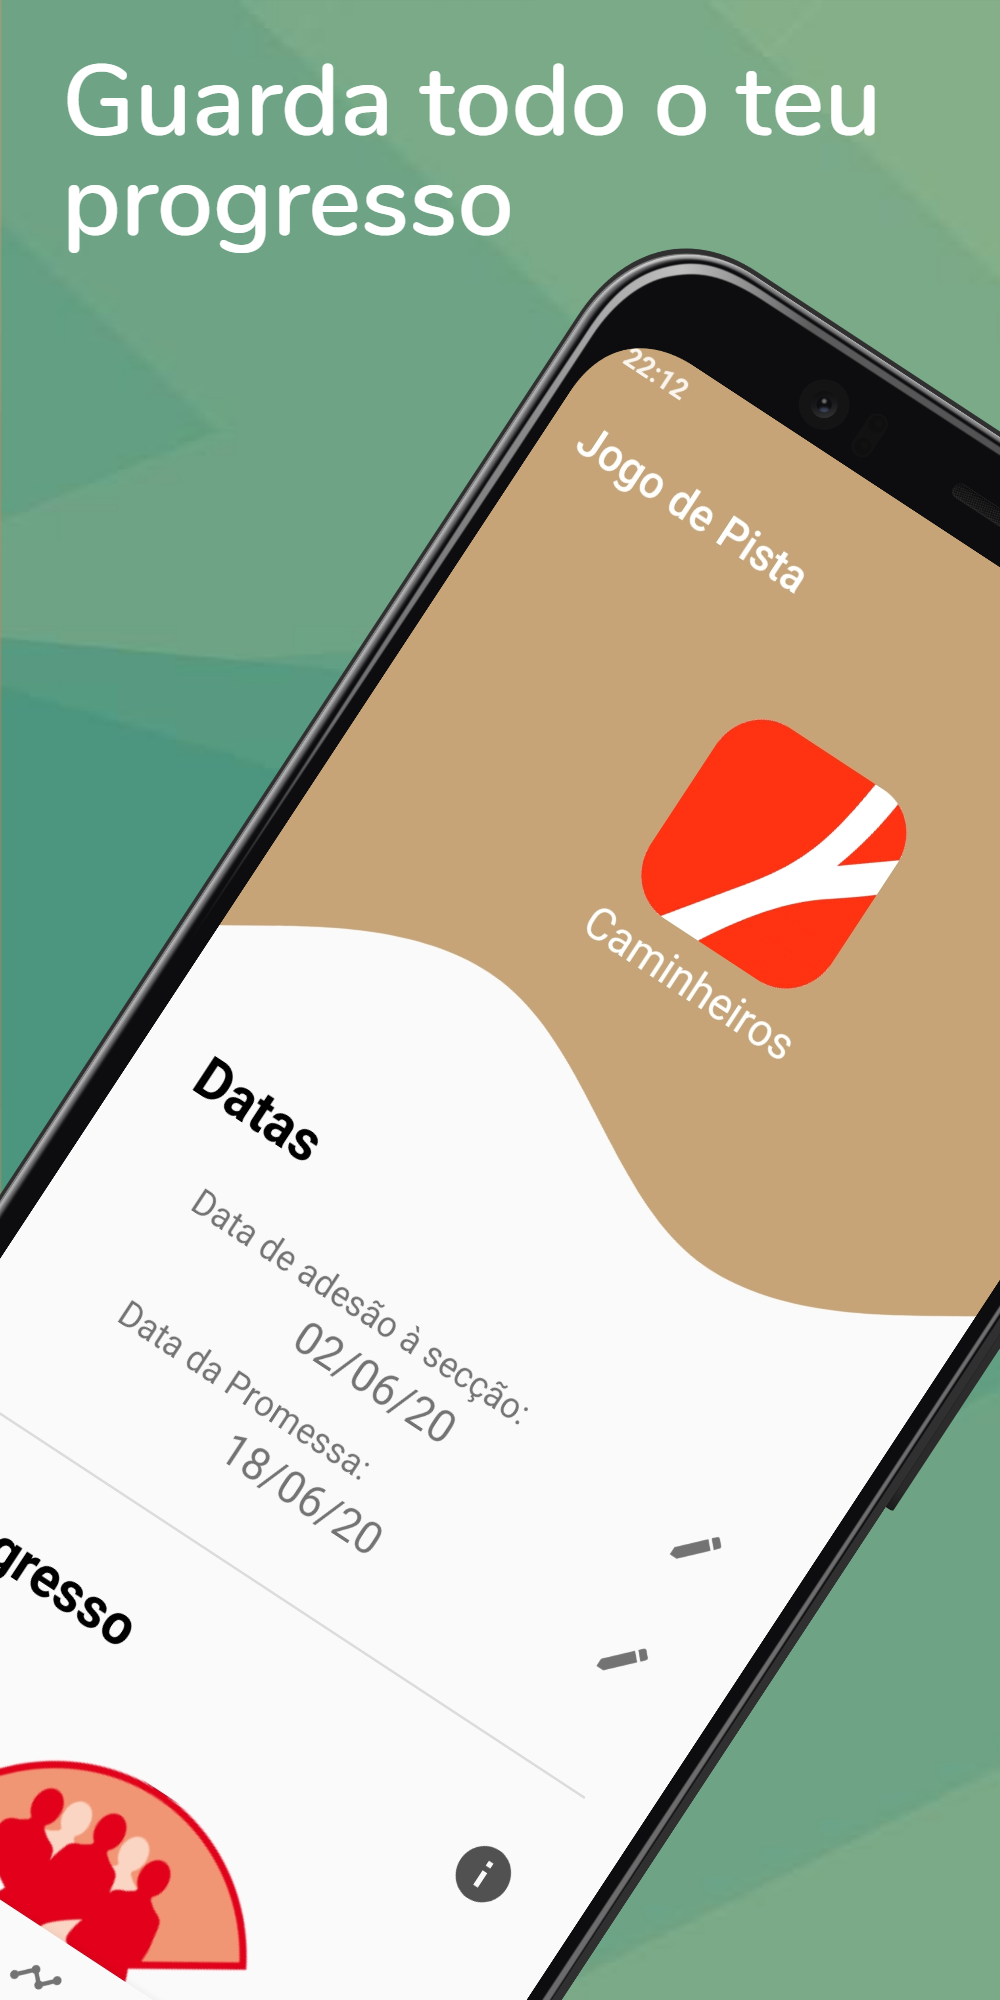 Guarda todo o teu
progresso
22:12
Jogo de Pista
Caminheiros
Datas
Data de adesão à secção:
02/06/20
Data da Promessa:
18/06/20
gresso
i